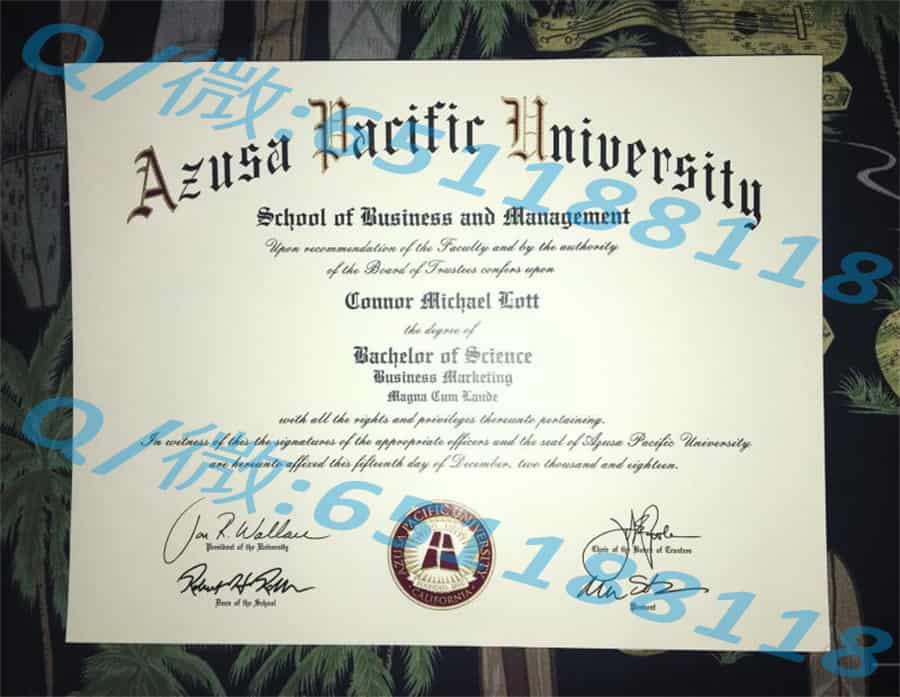 Q/微:65118118
Azusa Pacific University
School of Business and Management
Upon recommendation of the Faculty and by the authority
of the Board of Trustees confers upon
Connor Michael Lott
the degree of
Bachelor of Science
Business Marketing
Magna Cum Laude
with all the rights and privileges thereunto pertaining.
In witness of this the signatures of the appropriate officers and the seal of Azusa Pacific University
are hereunto affixed this fifteenth day of December, two thousand and eighteen.
Q/微:65118118
Jon R. Wallace
President of the University
Chair of the Board of Trustees
Dean of the School
Provost
AZUSA PACIFIC UNIVERSITY
CALIFORNIA